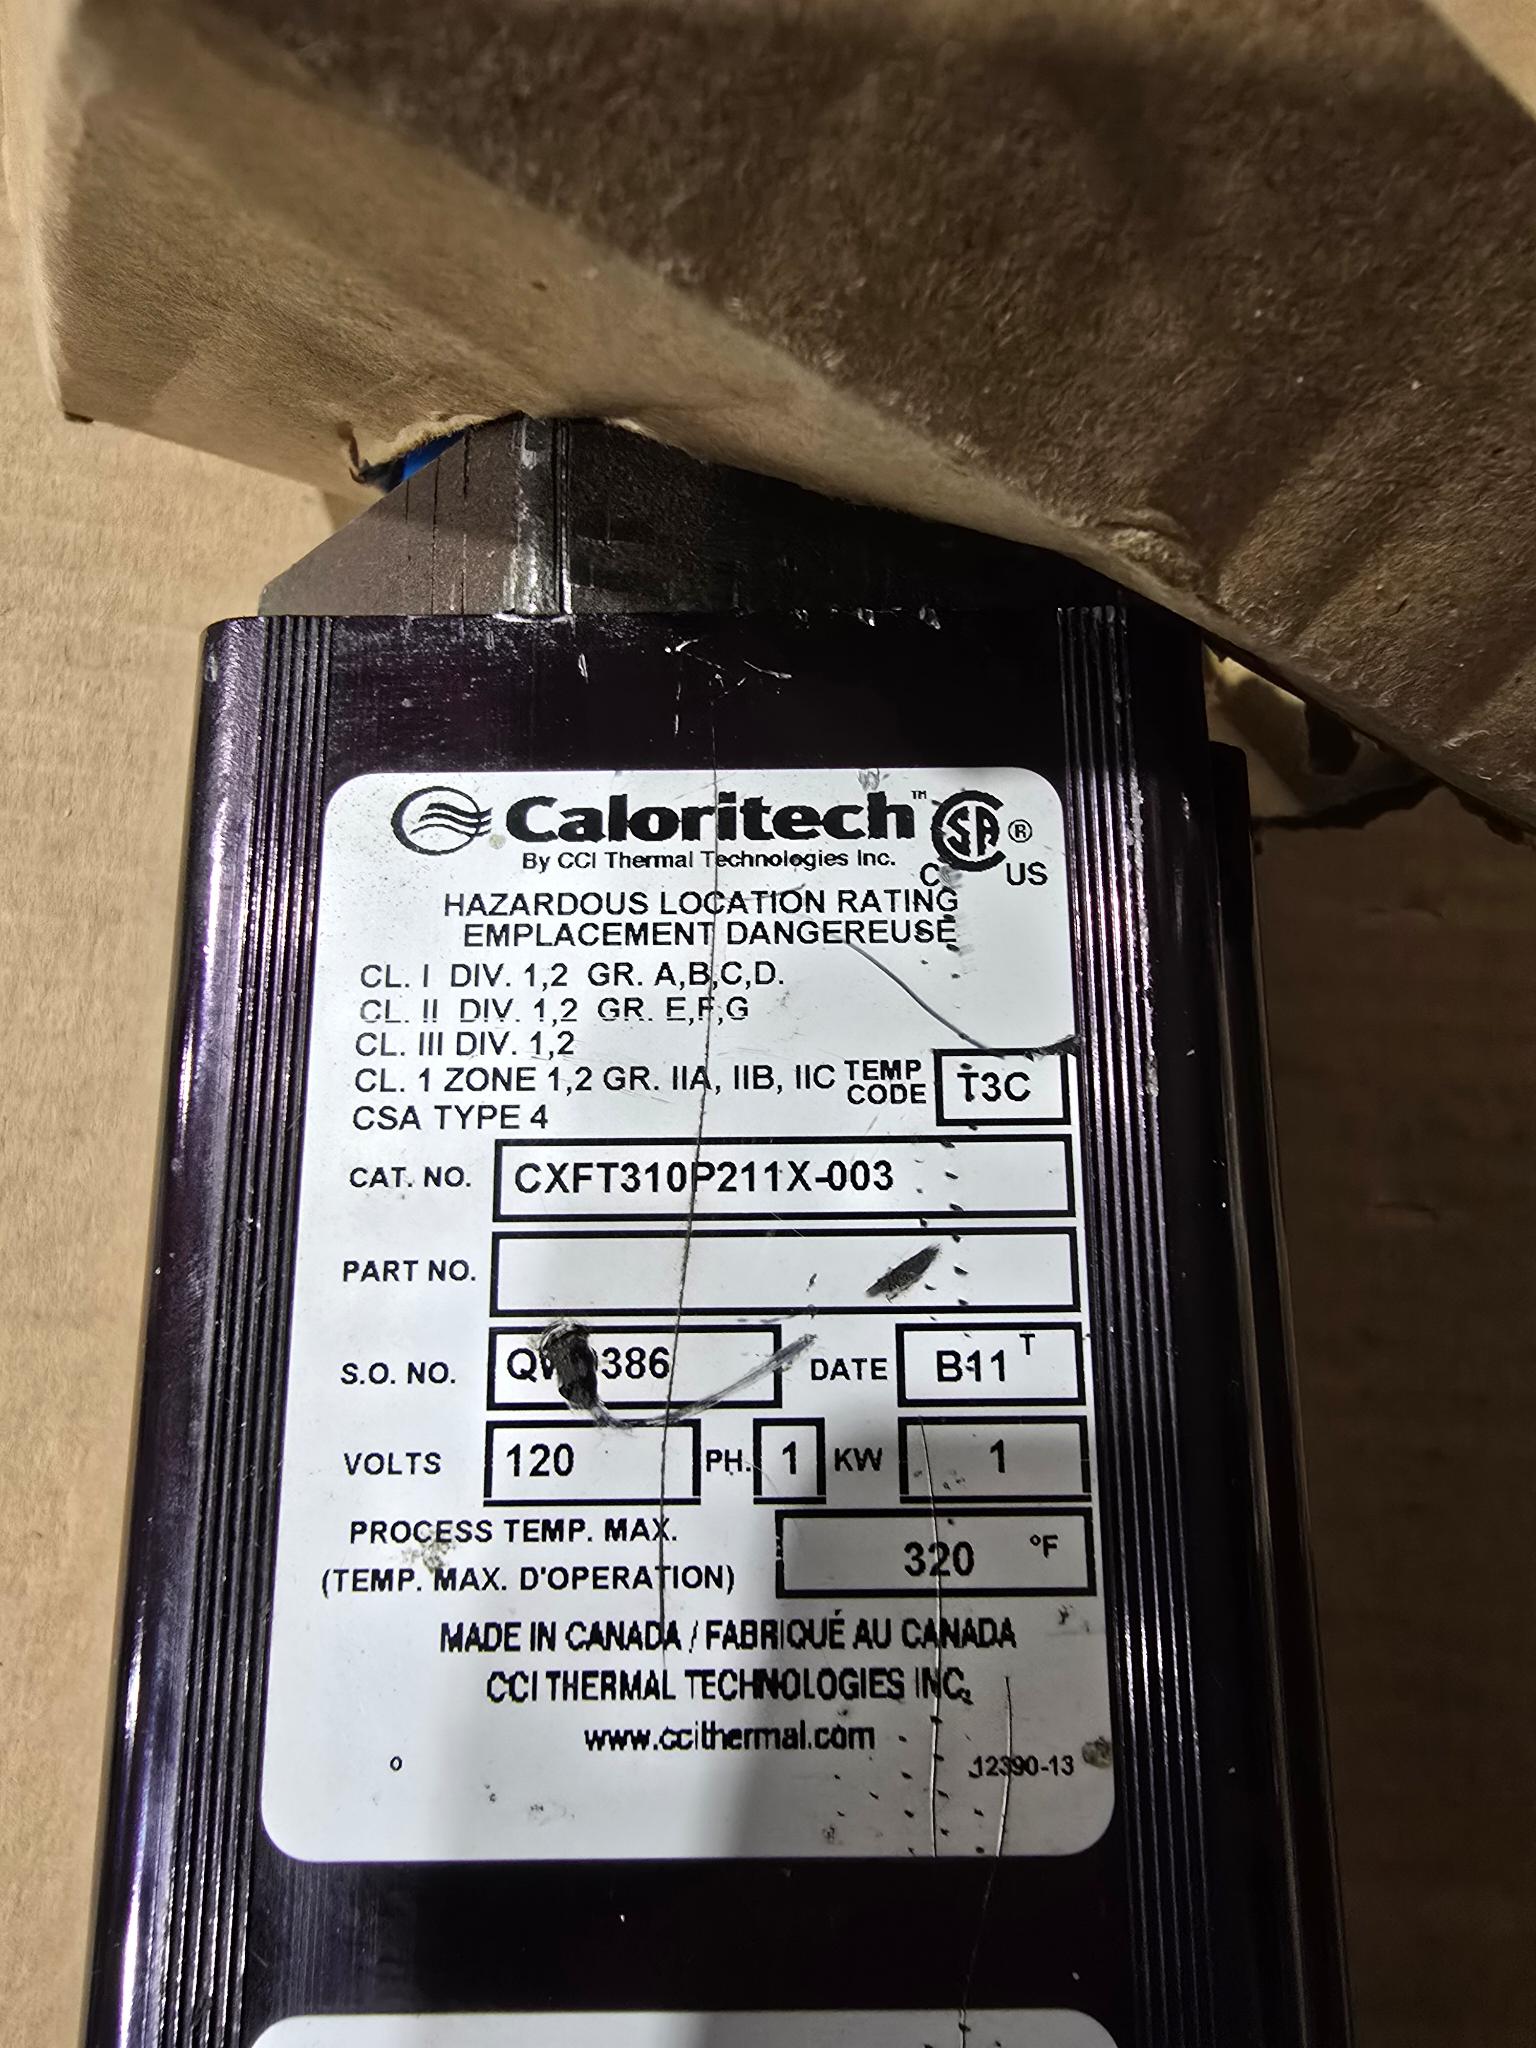 Caloritech™ CSA®
By CCI Thermal Technologies Inc.
C US
HAZARDOUS LOCATION RATING
EMPLACEMENT DANGEREUSE
CL. I DIV. 1,2 GR. A,B,C,D.
CL. II DIV. 1,2 GR. E,F,G
CL. III DIV. 1,2
CL. 1 ZONE 1,2 GR. IIA, IIB, IIC TEMP CODE T3C
CSA TYPE 4
CAT. NO. CXFT310P211X-003
PART NO.
S.O. NO. DATE B11 T
VOLTS 120 PH. 1 KW 1
PROCESS TEMP. MAX.
(TEMP. MAX. D'OPERATION) 320 °F
MADE IN CANADA / FABRIQUÉ AU CANADA
CCI THERMAL TECHNOLOGIES INC.
www.ccithermal.com
12390-13